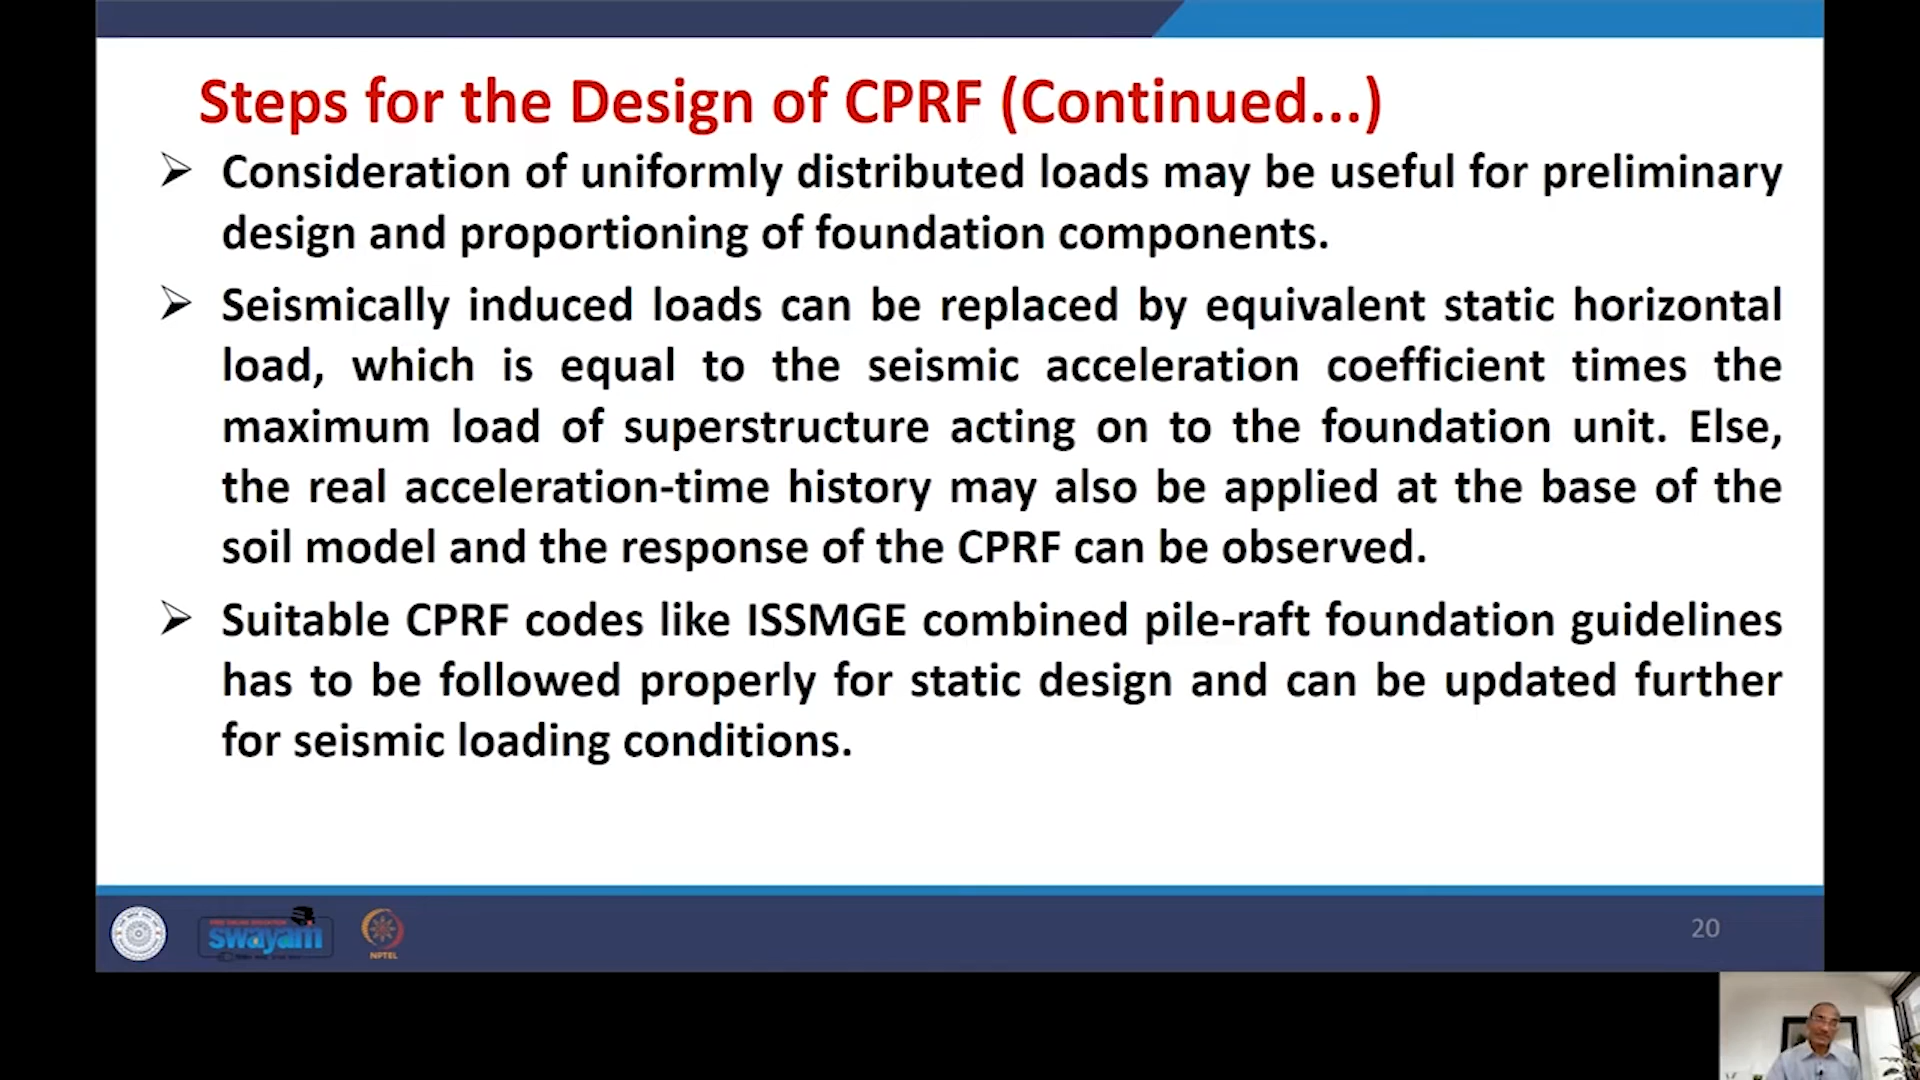 Steps for the Design of CPRF (Continued...)
➢ Consideration of uniformly distributed loads may be useful for preliminary
design and proportioning of foundation components.
➢ Seismically induced loads can be replaced by equivalent static horizontal
load, which is equal to the seismic acceleration coefficient times the
maximum load of superstructure acting on to the foundation unit. Else,
the real acceleration-time history may also be applied at the base of the
soil model and the response of the CPRF can be observed.
➢ Suitable CPRF codes like ISSMGE combined pile-raft foundation guidelines
has to be followed properly for static design and can be updated further
for seismic loading conditions.
swayam
NPTEL
20